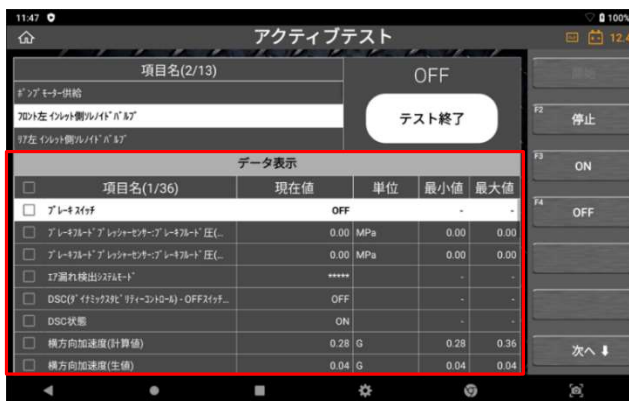 11:47
100%
アクティブテスト
12.4
項目名(2/13)
OFF
開始
ﾎﾟﾝﾌﾟ ﾓｰﾀｰ供給
ﾌﾛﾝﾄ左 ｲﾝﾚｯﾄ側ｿﾚﾉｲﾄﾞﾊﾞﾙﾌﾞ
テスト終了
F2 停止
ﾘｱ左 ｲﾝﾚｯﾄ側ｿﾚﾉｲﾄﾞﾊﾞﾙﾌﾞ
データ表示
F3 ON
項目名(1/36) 現在値 単位 最小値 最大値
ﾌﾞﾚｰｷ ｽｲｯﾁ OFF - -
F4 OFF
ﾌﾞﾚｰｷﾌﾙｰﾄﾞﾌﾟﾚｯｼｬｰｾﾝｻｰ:ﾌﾞﾚｰｷﾌﾙｰﾄﾞ圧(... 0.00 MPa 0.00 0.00
ﾌﾞﾚｰｷﾌﾙｰﾄﾞﾌﾟﾚｯｼｬｰｾﾝｻｰ:ﾌﾞﾚｰｷﾌﾙｰﾄﾞ圧(... 0.00 MPa 0.00 0.00
ｴｱ漏れ検出ｼｽﾃﾑﾓｰﾄﾞ ***** - -
DSC(ﾀﾞｲﾅﾐｯｸｽﾀﾋﾞﾘﾃｨｰｺﾝﾄﾛｰﾙ) - OFFｽｲｯﾁ... OFF - -
DSC状態 ON - -
横方向加速度(計算値) 0.28 G 0.28 0.36
次へ ⬇
横方向加速度(生値) 0.04 G 0.04 0.04